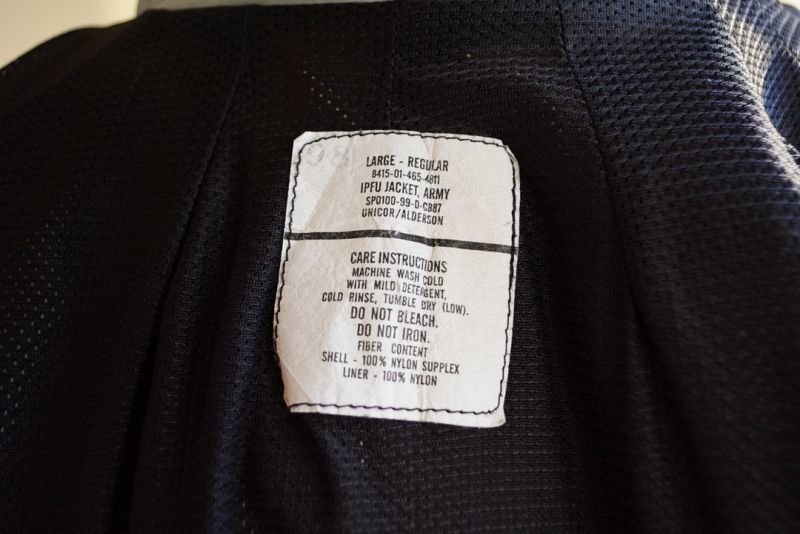 86
LARGE - REGULAR
8415-01-465-4811
IPFU JACKET, ARMY
SPO100-99-D-CB87
UNICOR/ALDERSON
CARE INSTRUCTIONS
MACHINE WASH COLD
WITH MILD DETERGENT,
COLD RINSE, TUMBLE DRY (LOW).
DO NOT BLEACH.
DO NOT IRON.
FIBER CONTENT
SHELL - 100% NYLON SUPPLEX
LINER - 100% NYLON